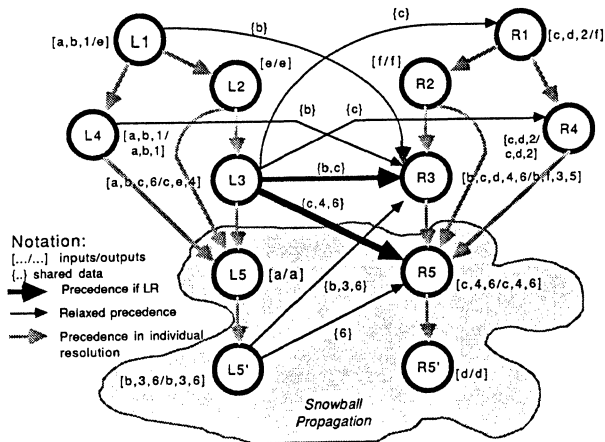 {b}
{c}
L1
R1
[a,b,1/e]
[c,d,2/f]
[e/e]
[f/f]
L2
R2
{b}
{c}
L4
R4
[a,b,1/
a,b,1]
[c,d,2/
c,d,2]
L3
{b,c}
R3
[a,b,c,6/c,e,4]
[b,c,d,4,6/b,f,3,5]
{c,4,6}
Notation:
[.../...] inputs/outputs
{..} shared data
Precedence if LR
Relaxed precedence
Precedence in individual
resolution
L5
[a/a]
R5
[c,4,6/c,4,6]
{b,3,6}
{6}
L5'
R5'
[b,3,6/b,3,6]
[d/d]
Snowball
Propagation